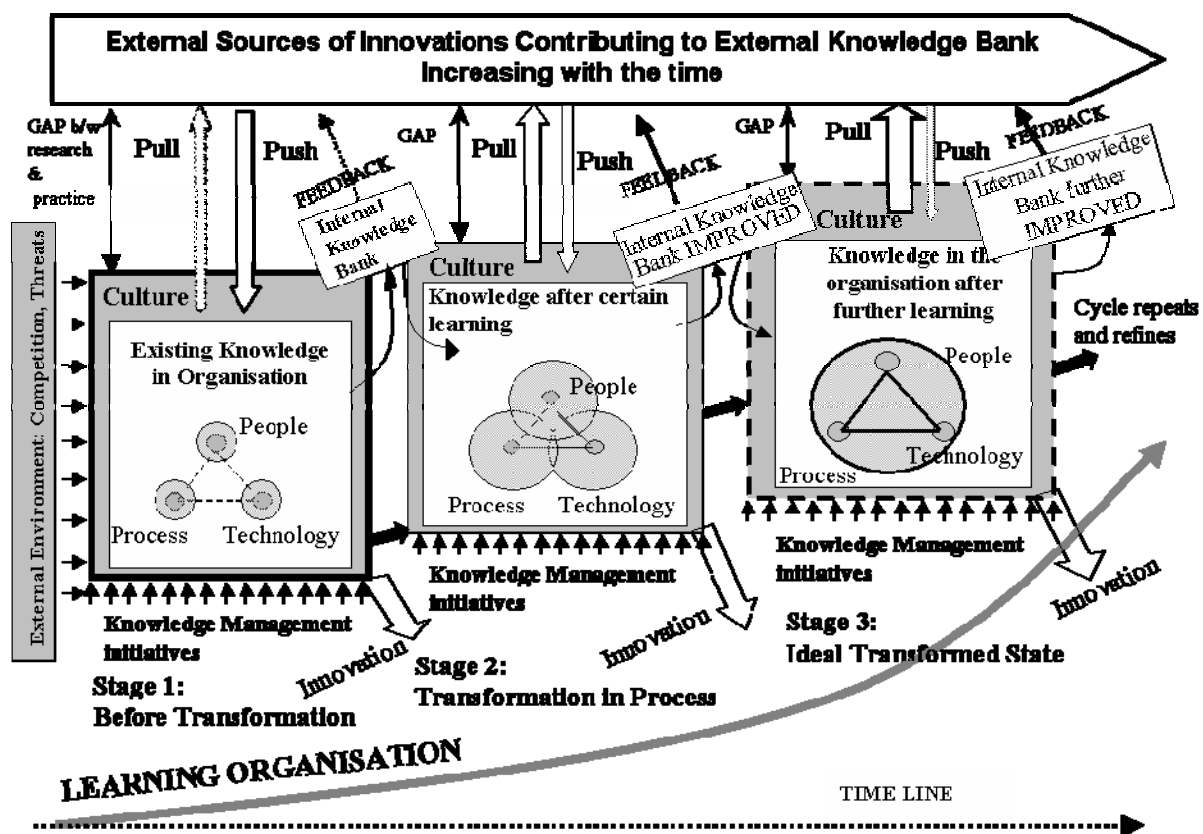 External Sources of Innovations Contributing to External Knowledge Bank
Increasing with the time
GAP b/w
research
&
practice
Pull
Push
FEEDBACK
Internal
Knowledge
Bank
GAP
Pull
Push
FEEDBACK
Internal Knowledge
Bank IMPROVED
GAP
Pull
Push
FEEDBACK
Internal Knowledge
Bank further
IMPROVED
External Environment: Competition, Threats
Culture
Existing Knowledge
in Organisation
People
Process
Technology
Knowledge Management
initiatives
Innovation
Stage 1:
Before Transformation
Culture
Knowledge after certain
learning
People
Process
Technology
Knowledge Management
initiatives
Innovation
Stage 2:
Transformation in Process
Culture
Knowledge in the
organisation after
further learning
People
Technology
Process
Knowledge Management
initiatives
Innovation
Stage 3:
Ideal Transformed State
Cycle repeats
and refines
LEARNING ORGANISATION
TIME LINE